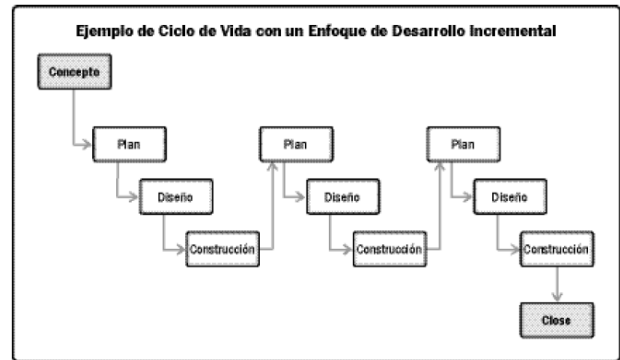 Ejemplo de Ciclo de Vida con un Enfoque de Desarrollo Incremental
Concepto
Plan
Diseño
Construcción
Plan
Diseño
Construcción
Plan
Diseño
Construcción
Close